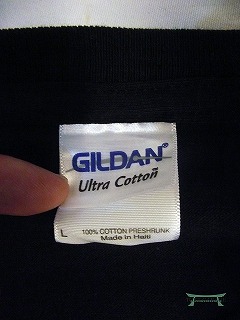 GILDAN®
Ultra Cotton®
L 100% COTTON PRESHRUNK
Made in Haiti